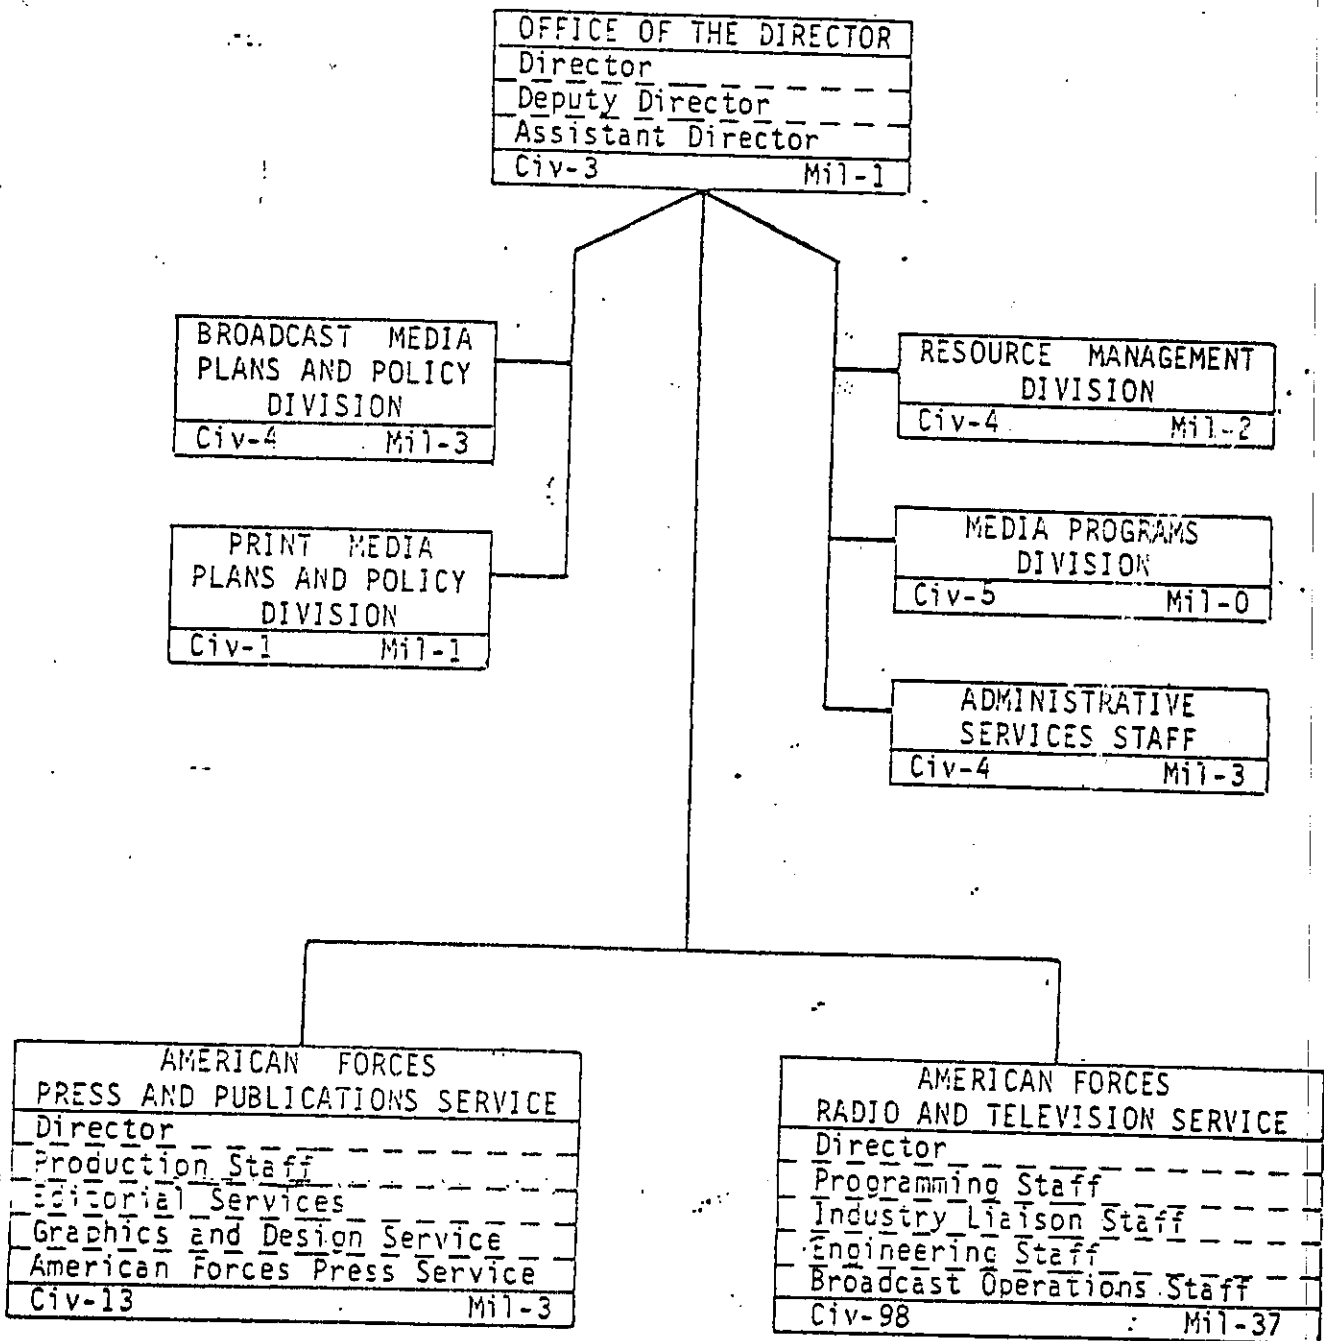 OFFICE OF THE DIRECTOR
Director
Deputy Director
Assistant Director
Civ-3 Mil-1
BROADCAST MEDIA
PLANS AND POLICY
DIVISION
Civ-4 Mil-3
PRINT MEDIA
PLANS AND POLICY
DIVISION
Civ-1 Mil-1
RESOURCE MANAGEMENT
DIVISION
Civ-4 Mil-2
MEDIA PROGRAMS
DIVISION
Civ-5 Mil-0
ADMINISTRATIVE
SERVICES STAFF
Civ-4 Mil-3
AMERICAN FORCES
PRESS AND PUBLICATIONS SERVICE
Director
Production Staff
Editorial Services
Graphics and Design Service
American Forces Press Service
Civ-13 Mil-3
AMERICAN FORCES
RADIO AND TELEVISION SERVICE
Director
Programming Staff
Industry Liaison Staff
Engineering Staff
Broadcast Operations Staff
Civ-98 Mil-37